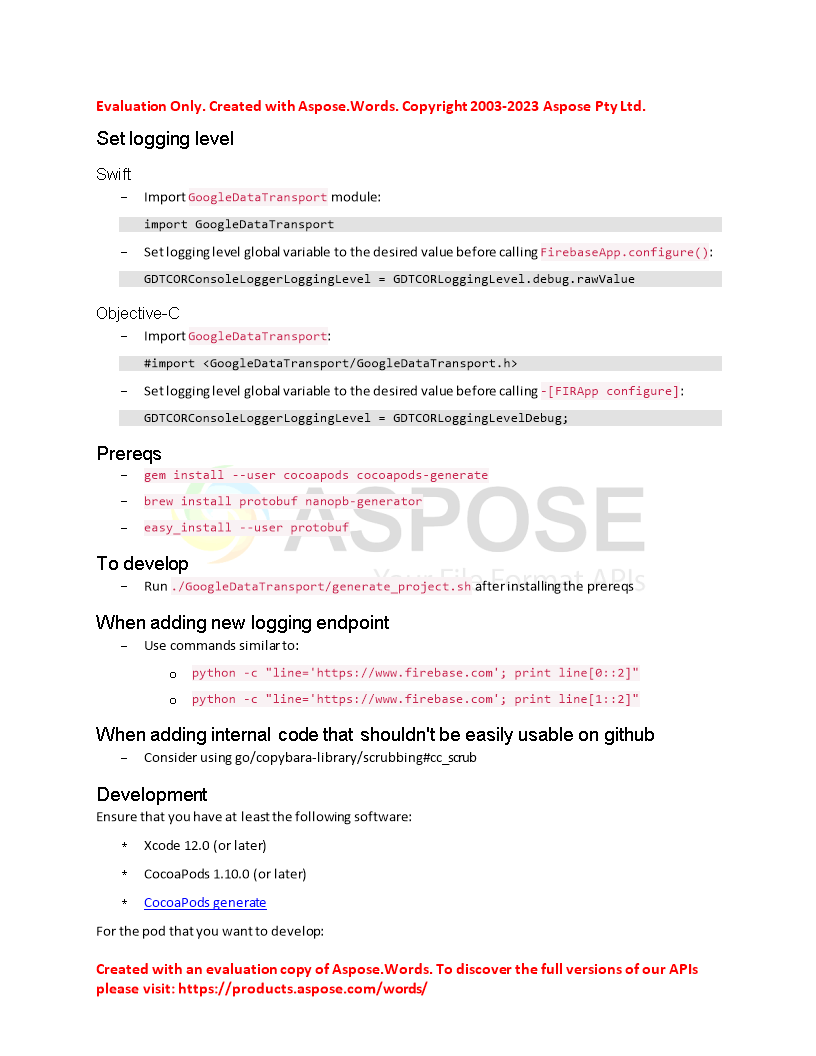 Evaluation Only. Created with Aspose.Words. Copyright 2003-2023 Aspose Pty Ltd.
Set logging level
Swift
– Import GoogleDataTransport module:
import GoogleDataTransport
– Set logging level global variable to the desired value before calling FirebaseApp.configure():
GDTCORConsoleLoggerLoggingLevel = GDTCORLoggingLevel.debug.rawValue
Objective-C
– Import GoogleDataTransport:
#import <GoogleDataTransport/GoogleDataTransport.h>
– Set logging level global variable to the desired value before calling -[FIRApp configure]:
GDTCORConsoleLoggerLoggingLevel = GDTCORLoggingLevelDebug;
Prereqs
– gem install --user cocoapods cocoapods-generate
– brew install protobuf nanopb-generator
– easy_install --user protobuf
ASPOSE
Your File Format APIs
To develop
– Run ./GoogleDataTransport/generate_project.sh after installing the prereqs
When adding new logging endpoint
– Use commands similar to:
o python -c "line='https://www.firebase.com'; print line[0::2]"
o python -c "line='https://www.firebase.com'; print line[1::2]"
When adding internal code that shouldn't be easily usable on github
– Consider using go/copybara-library/scrubbing#cc_scrub
Development
Ensure that you have at least the following software:
* Xcode 12.0 (or later)
* CocoaPods 1.10.0 (or later)
* CocoaPods generate
For the pod that you want to develop:
Created with an evaluation copy of Aspose.Words. To discover the full versions of our APIs
please visit: https://products.aspose.com/words/